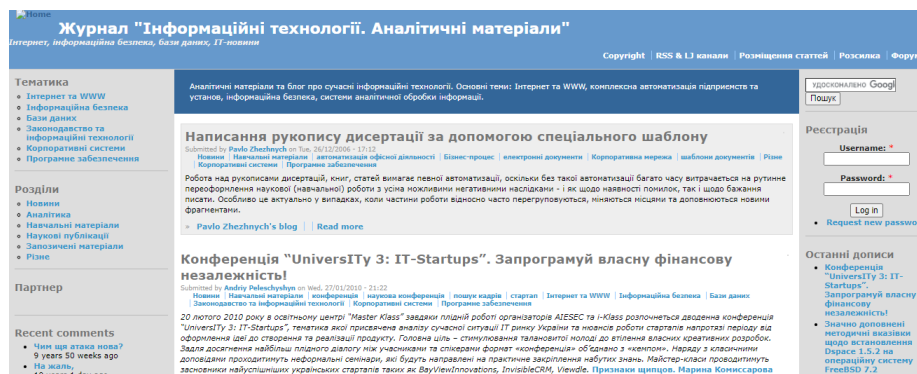 Home
Журнал "Інформаційні технології. Аналітичні матеріали"
Інтернет, інформаційна безпека, бази даних, ІТ-новини
Copyright | RSS & LJ канали | Розміщення статтей | Розсилка | Форум
Тематика
Інтернет та WWW
Інформаційна безпека
Бази даних
Законодавство та
інформаційні технології
Корпоративні системи
Програмне забезпечення
Розділи
Новини
Аналітика
Навчальні матеріали
Наукові публікації
Запозичені матеріали
Різне
Партнер
Recent comments
Чим ця атака нова?
9 years 50 weeks ago
На жаль,
Аналітичні матеріали та блог про сучасні інформаційні технології. Основні теми: Інтернет та WWW, комплексна автоматизація підприємств та
установ, інформаційна безпека, системи аналітичної обробки інформації.
Написання рукопису дисертації за допомогою спеціального шаблону
Submitted by Pavlo Zhezhnych on Tue, 26/12/2006 - 17:12
Новини | Навчальні матеріали | автоматизація офісної діяльності | Бізнес-процес | електронні документи | Корпоративна мережа | шаблони документів | Різне
| Корпоративні системи | Програмне забезпечення
Робота над рукописами дисертацій, книг, статей вимагає певної автоматизації, оскільки без такої автоматизації багато часу витрачається на рутинне
переоформлення наукової (навчальної) роботи з усіма можливими негативними наслідками - і як щодо наявності помилок, так і щодо бажання
писати. Особливо це актуально у випадках, коли частини роботи відносно часто перегруповуються, міняються місцями та доповнюються новими
фрагментами.
» Pavlo Zhezhnych's blog | | Read more
Конференція “UniversITy 3: IT-Startups”. Запрограмуй власну фінансову
незалежність!
Submitted by Andriy Peleschyshyn on Wed, 27/01/2010 - 21:22
Новини | Навчальні матеріали | конференція | наукова конференція | пошук кадрів | стартап | Інтернет та WWW | Інформаційна безпека | Бази даних
| Законодавство та інформаційні технології | Корпоративні системи | Програмне забезпечення
20 лютого 2010 року в освітньому центрі “Master Klass” завдяки плідній роботі організаторів AIESEC та i-Klass розпочнеться дводенна конференція
“UniversITy 3: IT-Startups”, тематика якої присвячена аналізу сучасної ситуації ІТ ринку України та нюансів роботи стартапів напротязі періоду від
оформлення ідеї до створення та реалізації продукту. Головна ціль – стимулювання талановитої молоді до втілення власних креативних розробок.
Задля досягнення найбільш плідного діалогу між учасниками та спікерами формат «конференція» об'єднано з «кемпом». Наряду з класичними
доповідями проходитимуть неформальні семінари, які будуть направлені на практичне закріплення набутих знань. Майстер-класи проводитимуть
засновники найуспішніших українських стартапів таких як BayViewInnovations, InvisibleCRM, Viewdle. Признаки щипцов. Марина Комиссарова
УДОСКОНАЛЕНО Googl
Пошук
Реєстрація
Username: *
Password: *
Log in
Request new passwo
Останні дописи
Конференція
"UniversITy 3: IT-
Startups".
Запрограмуй власну
фінансову
незалежність!
Значно доповнені
методичні вказівки
щодо встановлення
Dspace 1.5.2 на
операційну систему
FreeBSD 7.2